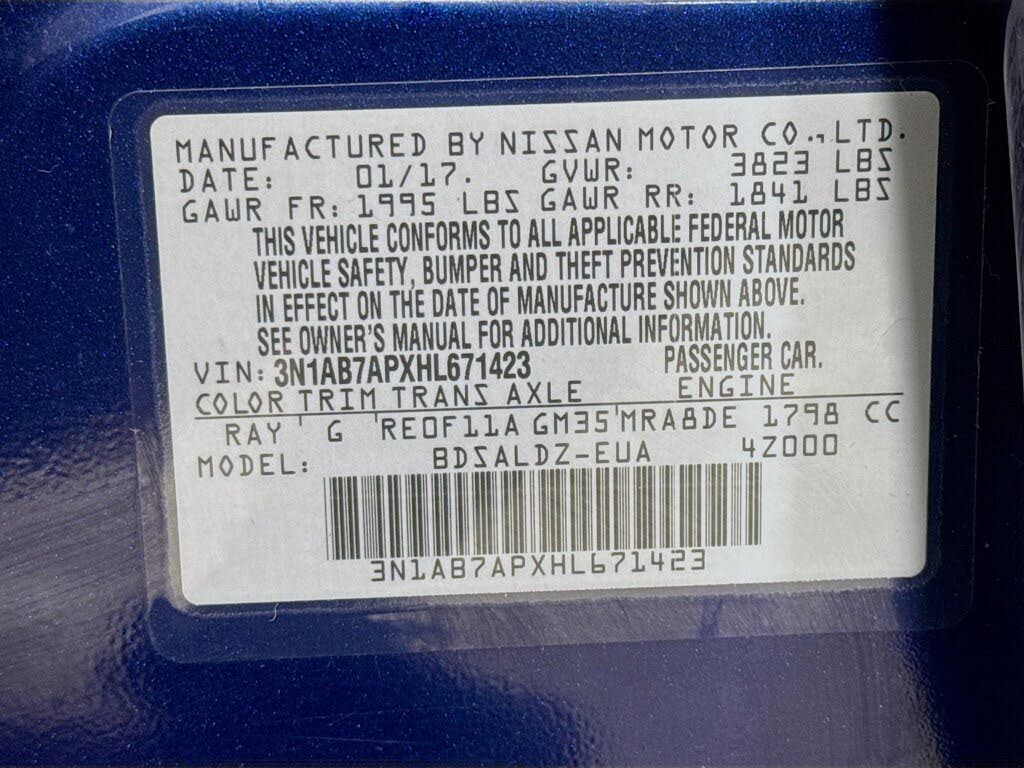 MANUFACTURED BY NISSAN MOTOR CO., LTD.
DATE: 01/17. GVWR: 3823 LBS
GAWR FR: 1995 LBS GAWR RR: 1841 LBS
THIS VEHICLE CONFORMS TO ALL APPLICABLE FEDERAL MOTOR
VEHICLE SAFETY, BUMPER AND THEFT PREVENTION STANDARDS
IN EFFECT ON THE DATE OF MANUFACTURE SHOWN ABOVE.
SEE OWNER'S MANUAL FOR ADDITIONAL INFORMATION.
VIN: 3N1AB7APXHL671423 PASSENGER CAR.
COLOR TRIM TRANS AXLE ENGINE
RAY G RE0F11A GM35 MRA8DE 1798 CC
MODEL: BDSALDZ-EUA 4Z000
3N1AB7APXHL671423